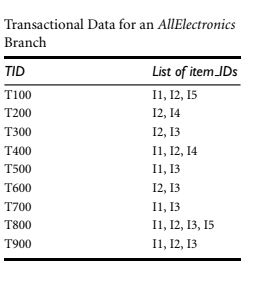 Transactional Data for an AllElectronics
Branch
TID List of item_IDs
T100 I1, I2, I5
T200 I2, I4
T300 I2, I3
T400 I1, I2, I4
T500 I1, I3
T600 I2, I3
T700 I1, I3
T800 I1, I2, I3, I5
T900 I1, I2, I3